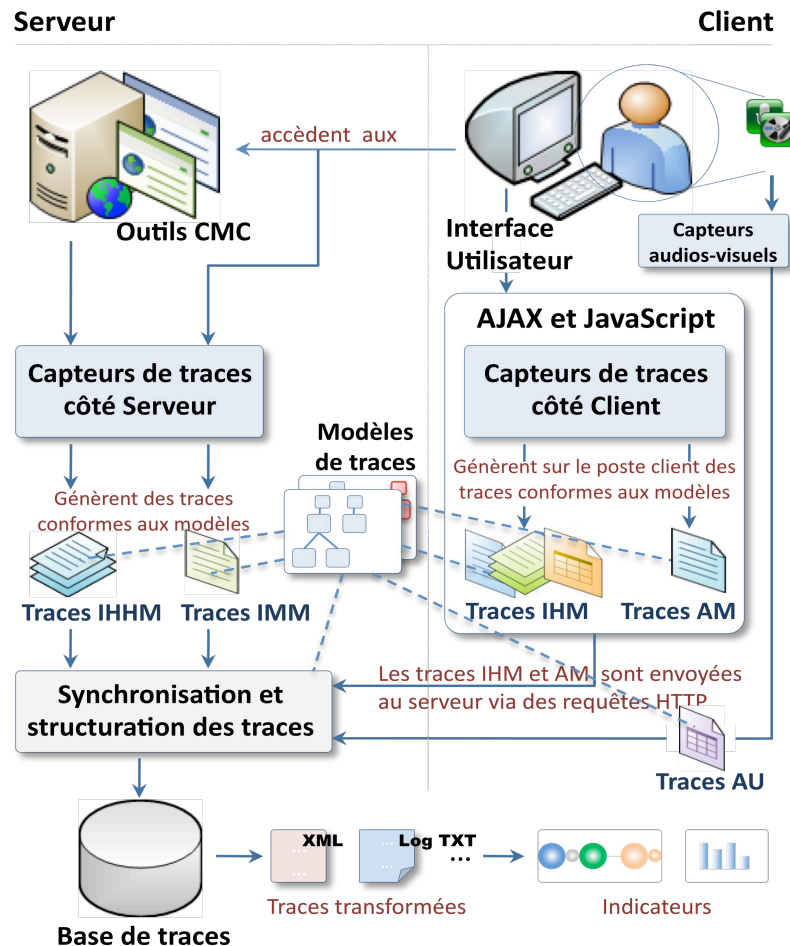 Serveur
Client
accèdent aux
Outils CMC
Interface
Utilisateur
Capteurs
audios-visuels
AJAX et JavaScript
Capteurs de traces
côté Serveur
Capteurs de traces
côté Client
Modèles
de traces
Génèrent des traces
conformes aux modèles
Génèrent sur le poste client des
traces conformes aux modèles
Traces IHHM
Traces IMM
Traces IHM
Traces AM
Synchronisation et
structuration des traces
Les traces IHM et AM sont envoyées
au serveur via des requêtes HTTP
Traces AU
XML
Log TXT
...
...
...
...
Traces transformées
Indicateurs
Base de traces